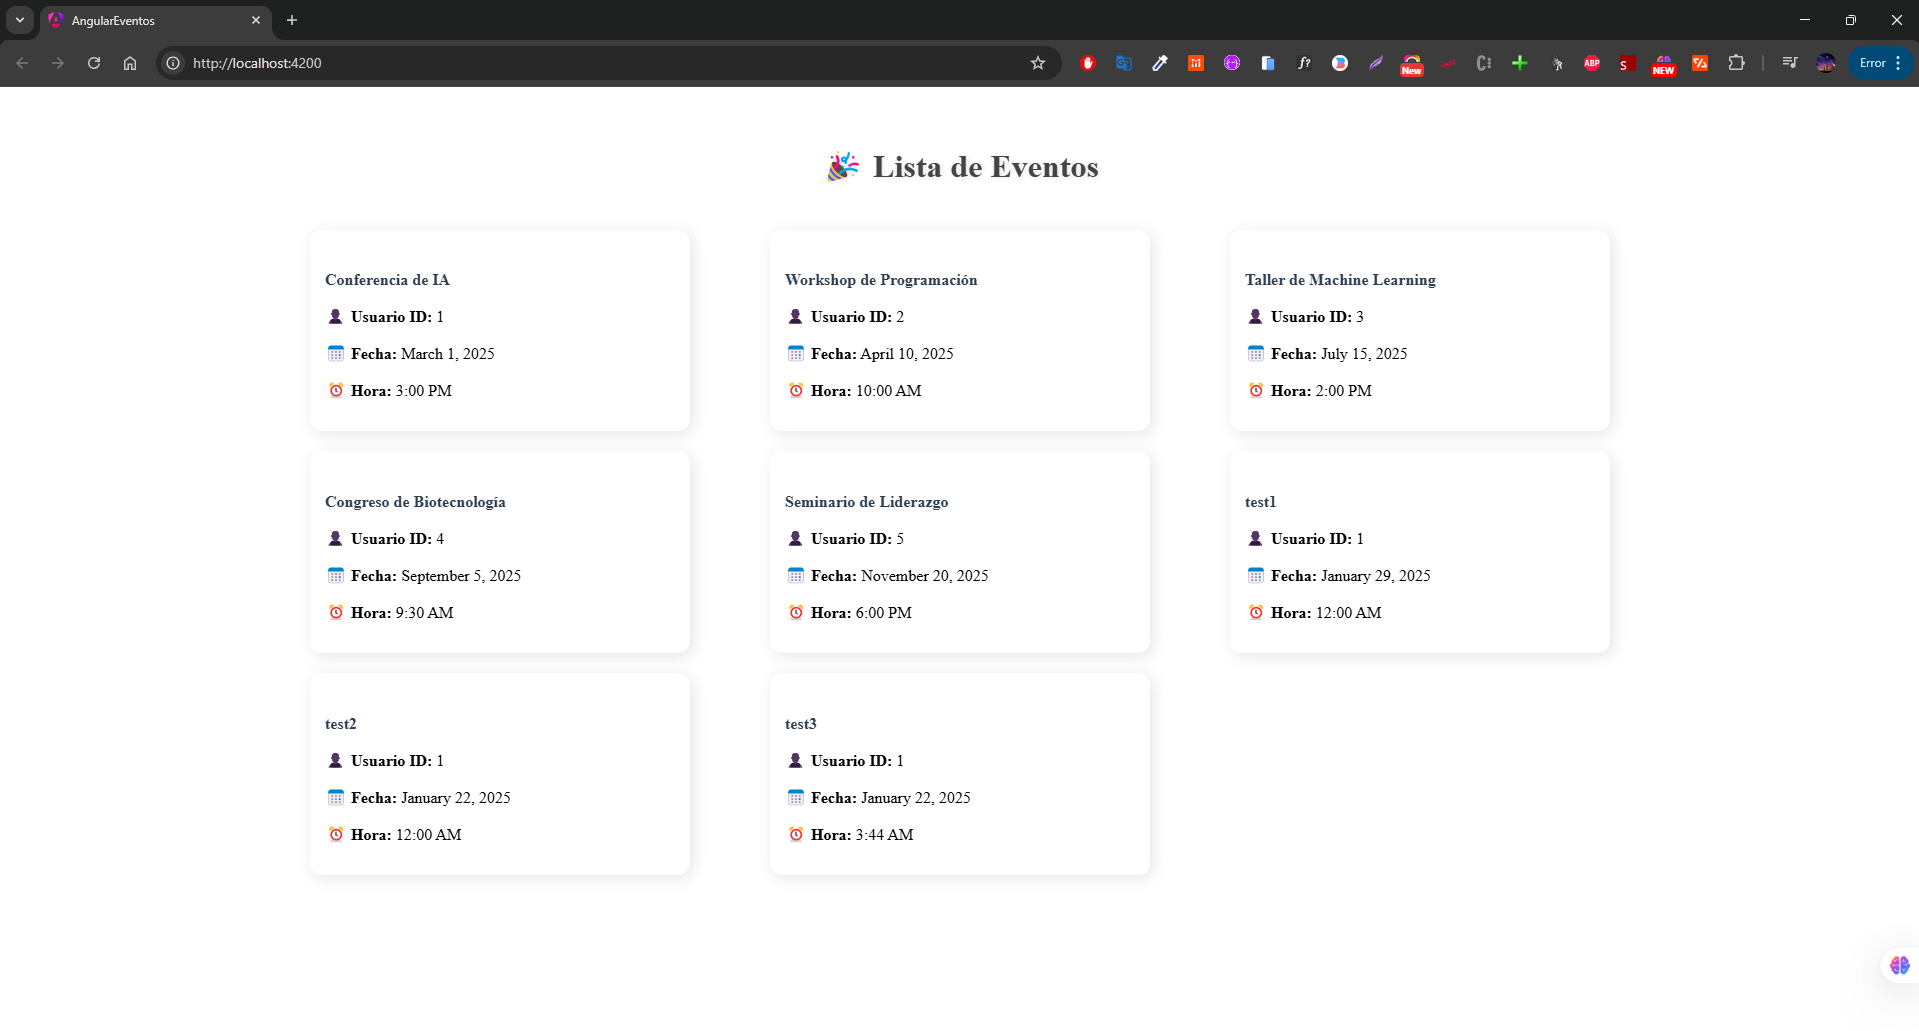 AngularEventos
http://localhost:4200
f?
New
C
ABP
S
NEW
Error
Lista de Eventos
Conferencia de IA
Usuario ID: 1
Fecha: March 1, 2025
Hora: 3:00 PM
Workshop de Programación
Usuario ID: 2
Fecha: April 10, 2025
Hora: 10:00 AM
Taller de Machine Learning
Usuario ID: 3
Fecha: July 15, 2025
Hora: 2:00 PM
Congreso de Biotecnología
Usuario ID: 4
Fecha: September 5, 2025
Hora: 9:30 AM
Seminario de Liderazgo
Usuario ID: 5
Fecha: November 20, 2025
Hora: 6:00 PM
test1
Usuario ID: 1
Fecha: January 29, 2025
Hora: 12:00 AM
test2
Usuario ID: 1
Fecha: January 22, 2025
Hora: 12:00 AM
test3
Usuario ID: 1
Fecha: January 22, 2025
Hora: 3:44 AM